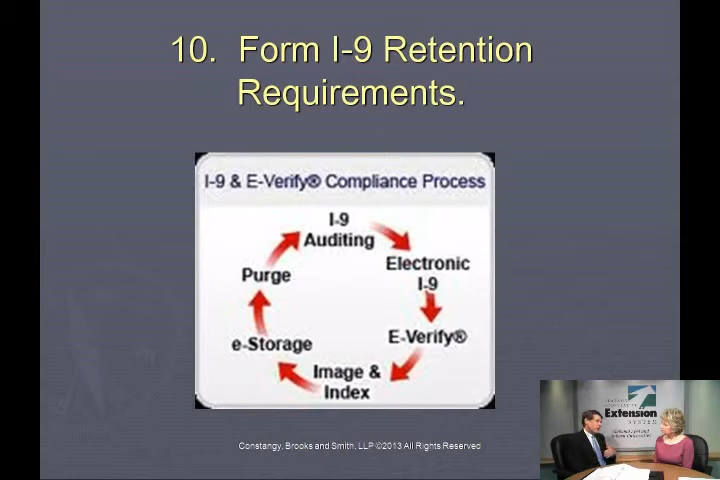 10. Form I-9 Retention
Requirements.
I-9 & E-Verify® Compliance Process
I-9
Auditing
Electronic
I-9
E-Verify®
Image &
Index
e-Storage
Purge
Constangy, Brooks and Smith, LLP ©2013 All Rights Reserved
Extension
SYSTEM